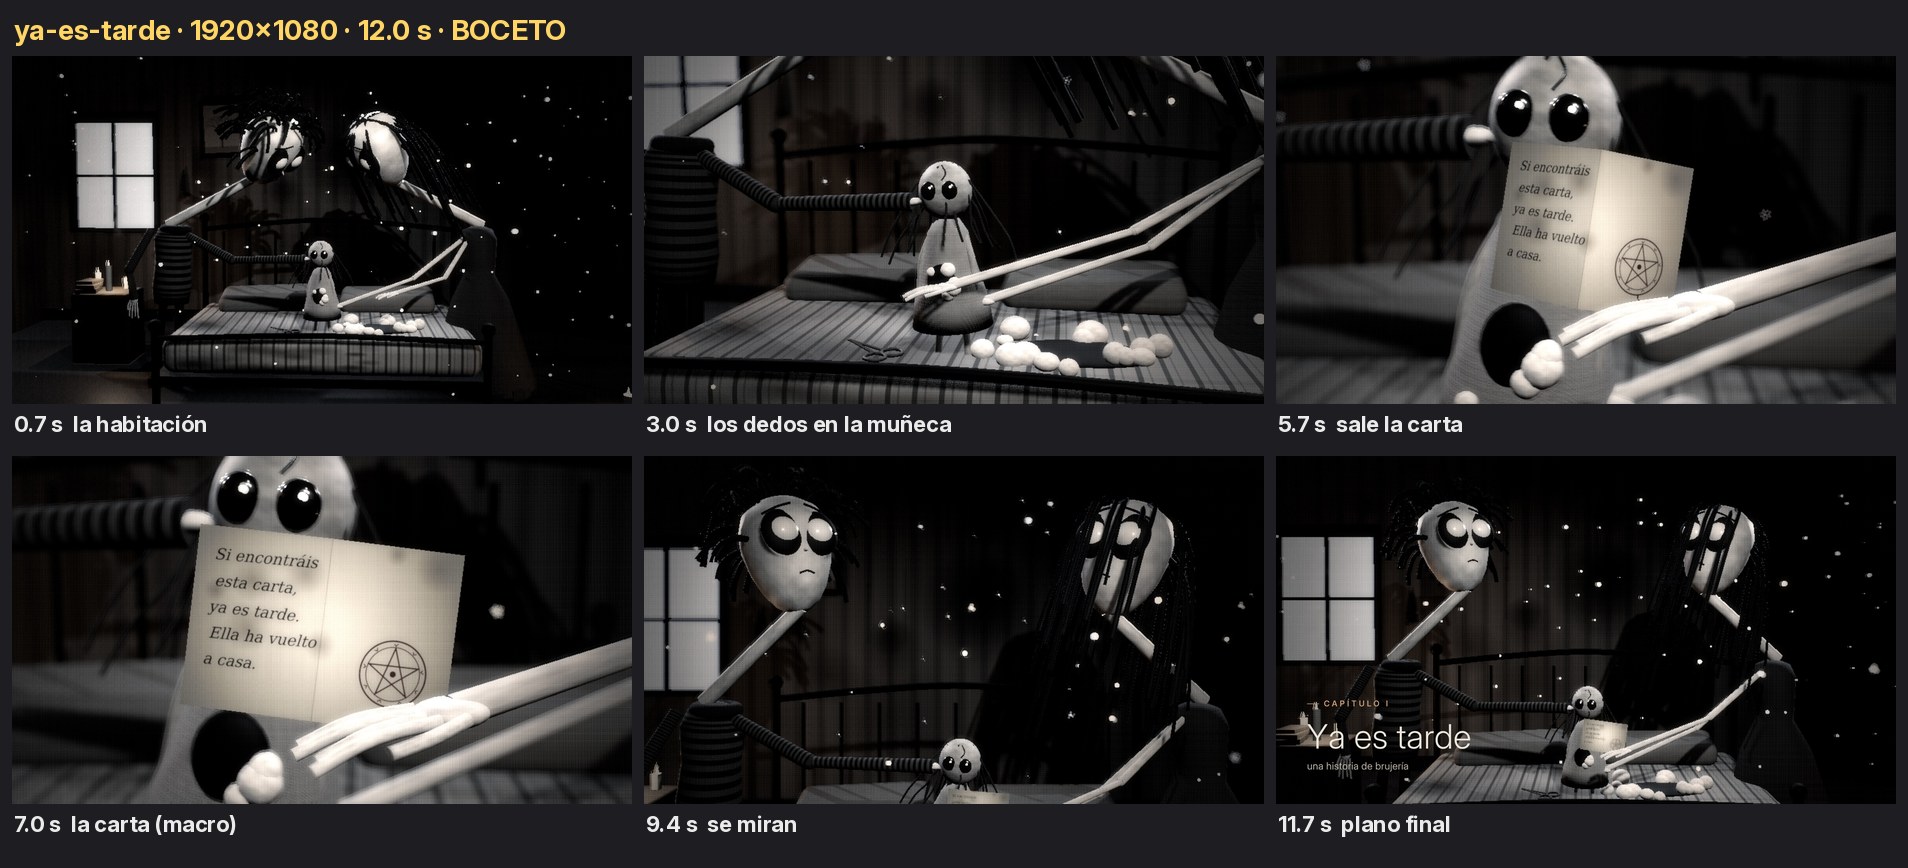 ya-es-tarde · 1920×1080 · 12.0 s · BOCETO
0.7 s la habitación
3.0 s los dedos en la muñeca
Si encontráis
esta carta,
ya es tarde.
Ella ha vuelto
a casa.
5.7 s sale la carta
Si encontráis
esta carta,
ya es tarde.
Ella ha vuelto
a casa.
7.0 s la carta (macro)
9.4 s se miran
CAPÍTULO I
Ya es tarde
una historia de brujería
11.7 s plano final